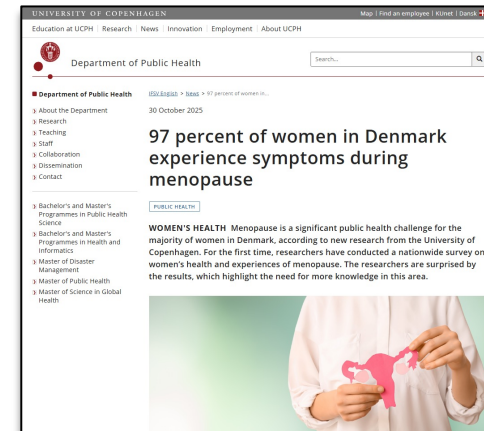 UNIVERSITY OF COPENHAGEN
Map | Find an employee | KUnet | Dansk
Education at UCPH | Research | News | Innovation | Employment | About UCPH
Department of Public Health
Search...
Department of Public Health
About the Department
Research
Teaching
Staff
Collaboration
Dissemination
Contact
Bachelor's and Master's
Programmes in Public Health
Science
Bachelor's and Master's
Programmes in Health and
Informatics
Master of Disaster
Management
Master of Public Health
Master of Science in Global
Health
IFSV English > News > 97 percent of women in...
30 October 2025
97 percent of women in Denmark
experience symptoms during
menopause
PUBLIC HEALTH
WOMEN'S HEALTH Menopause is a significant public health challenge for the
majority of women in Denmark, according to new research from the University of
Copenhagen. For the first time, researchers have conducted a nationwide survey on
women's health and experiences of menopause. The researchers are surprised by
the results, which highlight the need for more knowledge in this area.